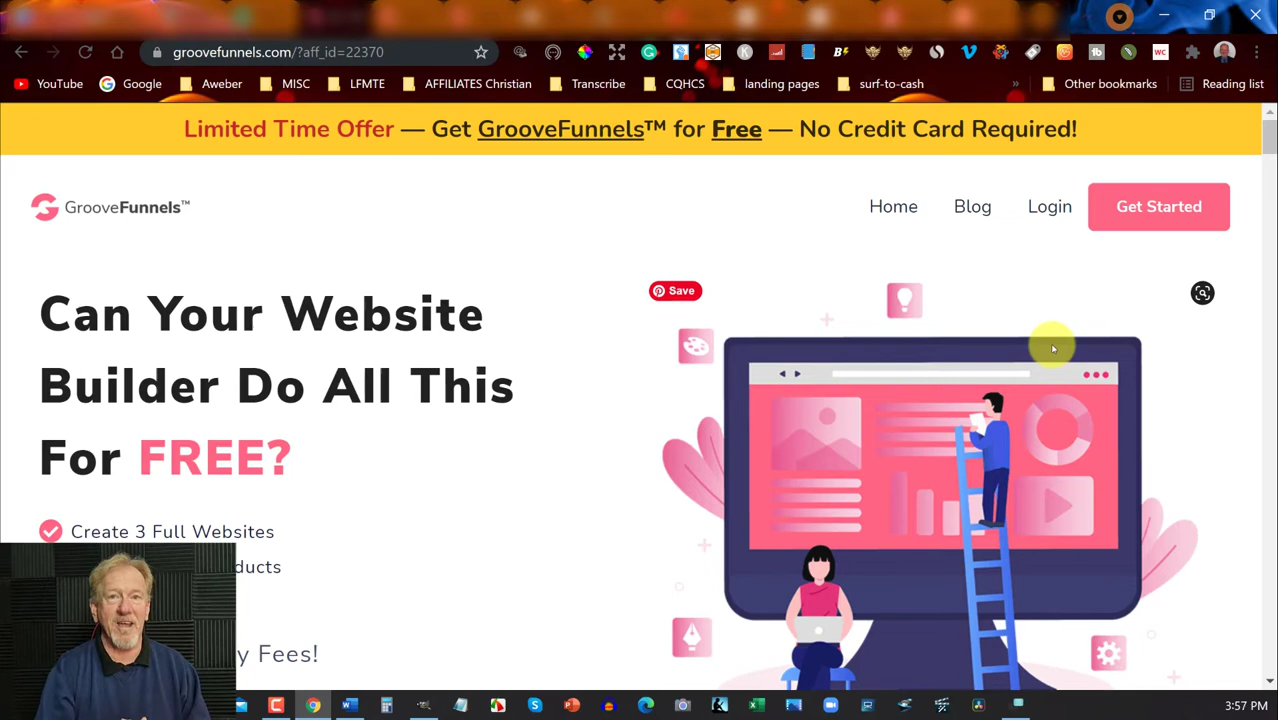 groovefunnels.com/?aff_id=22370
YouTube
Google
Aweber
MISC
LFMTE
AFFILIATES Christian
Transcribe
CQHCS
landing pages
surf-to-cash
»
Other bookmarks
Reading list
Limited Time Offer — Get GrooveFunnels™ for Free — No Credit Card Required!
GrooveFunnels™
Home
Blog
Login
Get Started
Can Your Website
Builder Do All This
For FREE?
Save
Create 3 Full Websites
ducts
y Fees!
3:57 PM